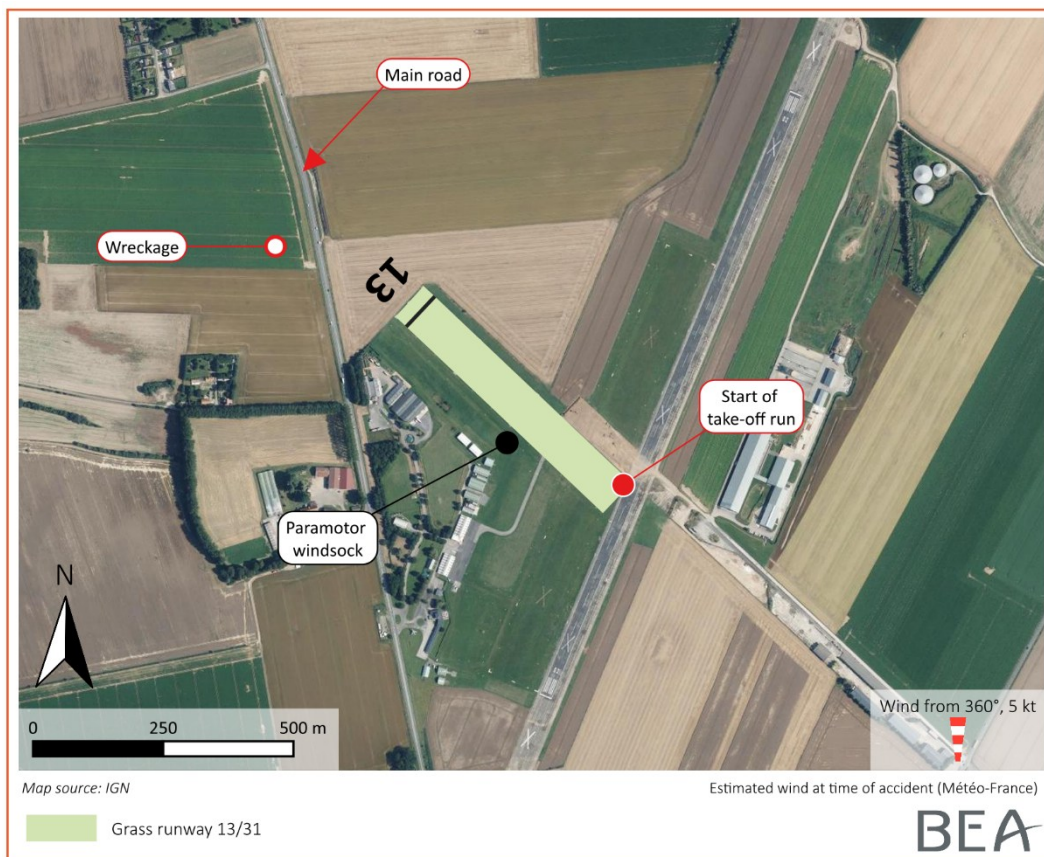 Main road
Wreckage
13
Start of
take-off run
Paramotor
windsock
N
0 250 500 m
Wind from 360°, 5 kt
Map source: IGN
Estimated wind at time of accident (Météo-France)
Grass runway 13/31
BEA